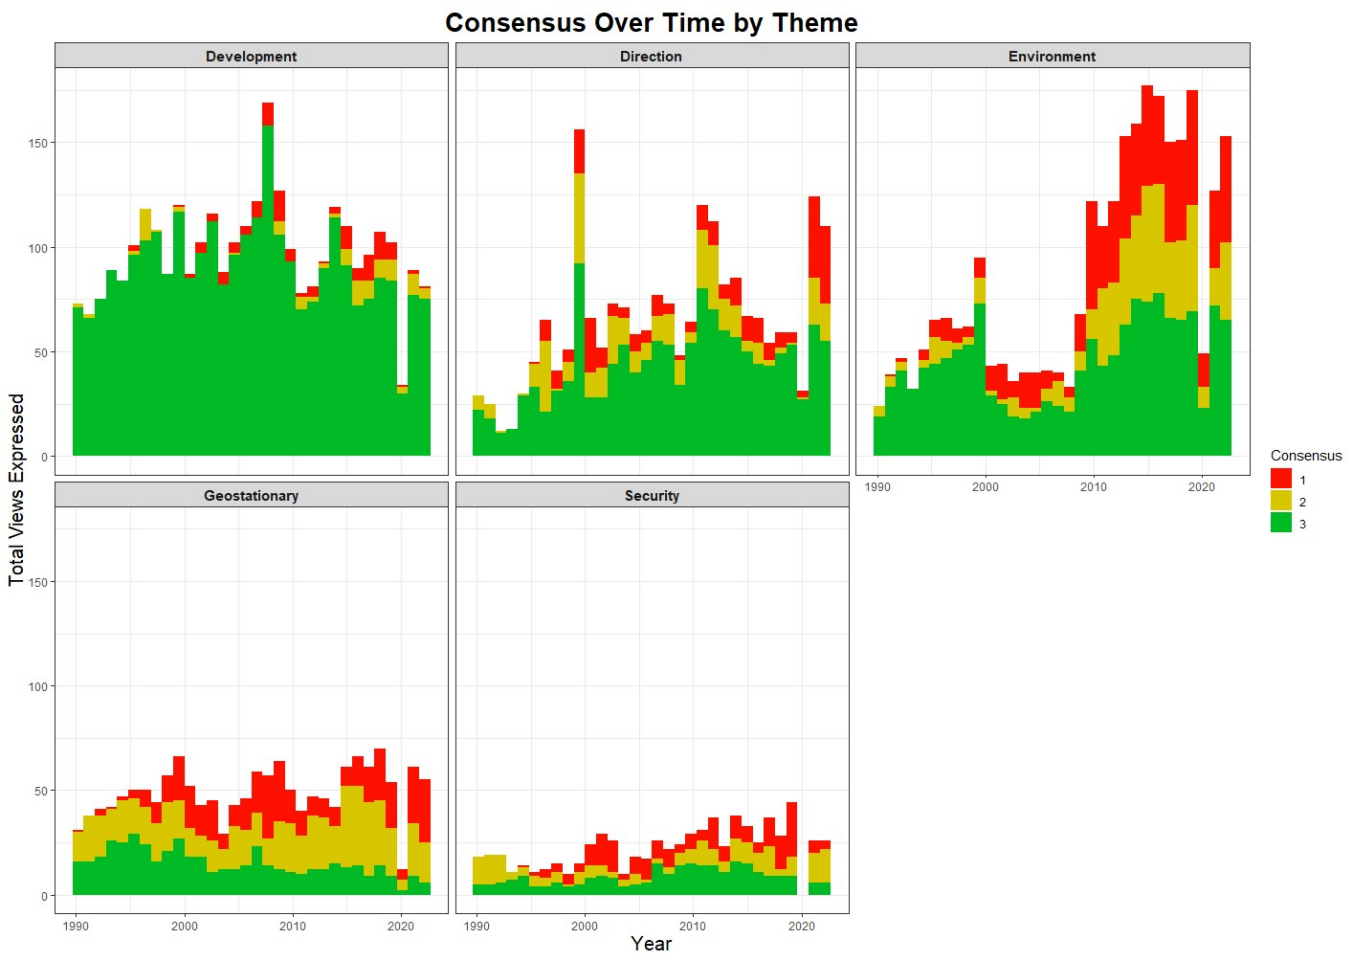 Consensus Over Time by Theme
Development
Direction
Environment
150
100
50
0
1990 2000 2010 2020
Geostationary
Security
150
100
50
0
1990 2000 2010 2020
1990 2000 2010 2020
Total Views Expressed
Year
Consensus
1
2
3